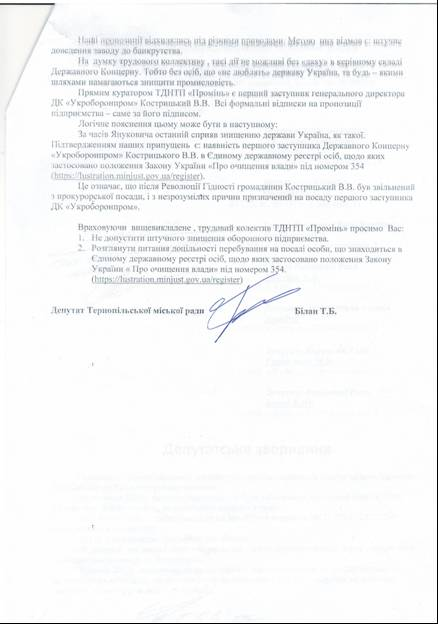 Наші пропозиції відхилялись під різними приводами. Метою цих відмов є: штучне
доведення заводу до банкрутства.
На думку трудового коллективу , такі дії не можливі без «даху» в керівному складі
Державного Концерну. Тобто без осіб, що «не люблять» державу Україна, та будь – якими
шляхами намагаються знищити промисловість.
Прямим куратором ТДНТП «Промінь» є перший заступник генерального директора
ДК «Укроборонпром» Кострицький В.В. Всі формальні відписки на пропозиції
підприємства – саме за його підписом.
Логічне пояснення цьому може бути в наступному:
За часів Януковича останній сприяв знищенню держави Україна, як такої.
Підтвердженням наших припущень є наявність першого заступника Державного Концерну
«Укроборонпром» Кострицького В.В. в Єдиному державному реєстрі осіб, щодо яких
застосовано положення Закону України «Про очищення влади» під номером 354
(https://lustration.minjust.gov.ua/register).
Це означає, що після Революції Гідності громадянин Кострицький В.В. був звільнений
з прокурорської посади, і з незрозумілих причин призначений на посаду першого заступника
ДК «Укроборонпром».
Враховуючи вищевикладене , трудовий колектив ТДНТП «Промінь» просимо Вас:
1. Не допустити штучного знищення оборонного підприємства.
2. Розглянути питання доцільності перебування на посаді особи, що знаходиться в
Єдиному державному реєстрі осіб, щодо яких застосовано положення Закону
України « Про очищення влади» під номером 354.
(https://lustration.minjust.gov.ua/register)
Депутат Тернопільської міської ради Білан Т.Б.
Депутатське звернення